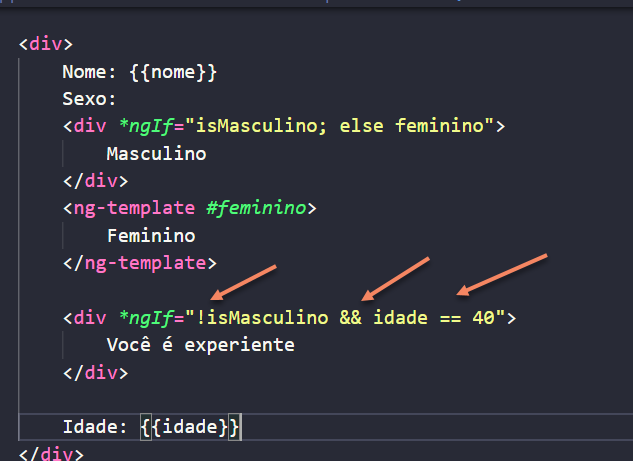 <div>
Nome: {{nome}}
Sexo:
<div *ngIf="isMasculino; else feminino">
Masculino
</div>
<ng-template #feminino>
Feminino
</ng-template>
<div *ngIf="!isMasculino && idade == 40">
Você é experiente
</div>
Idade: {{idade}}
</div>